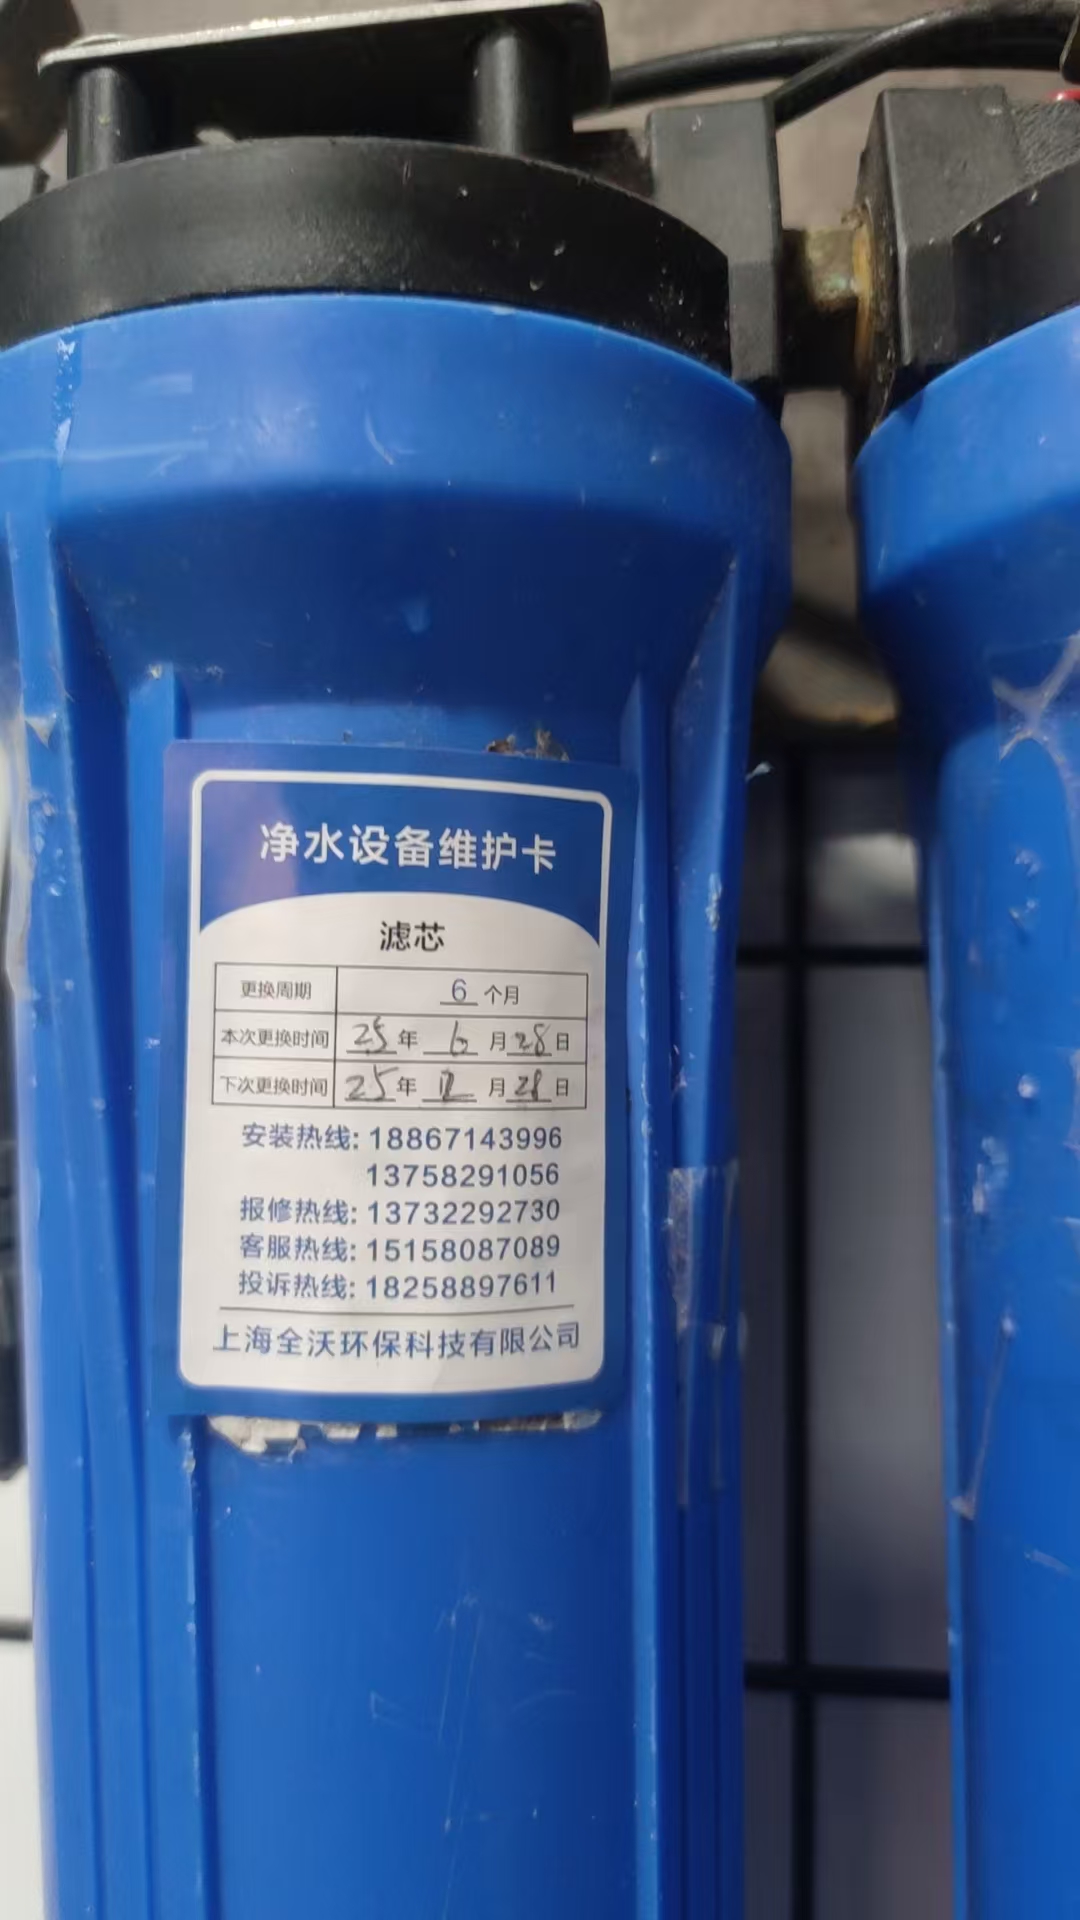 净水设备维护卡
滤芯
更换周期 6 个月
本次更换时间 25 年 6 月 28 日
下次更换时间 25 年 12 月 28 日
安装热线: 18867143996
13758291056
报修热线: 13732292730
客服热线: 15158087089
投诉热线: 18258897611
上海全沃环保科技有限公司